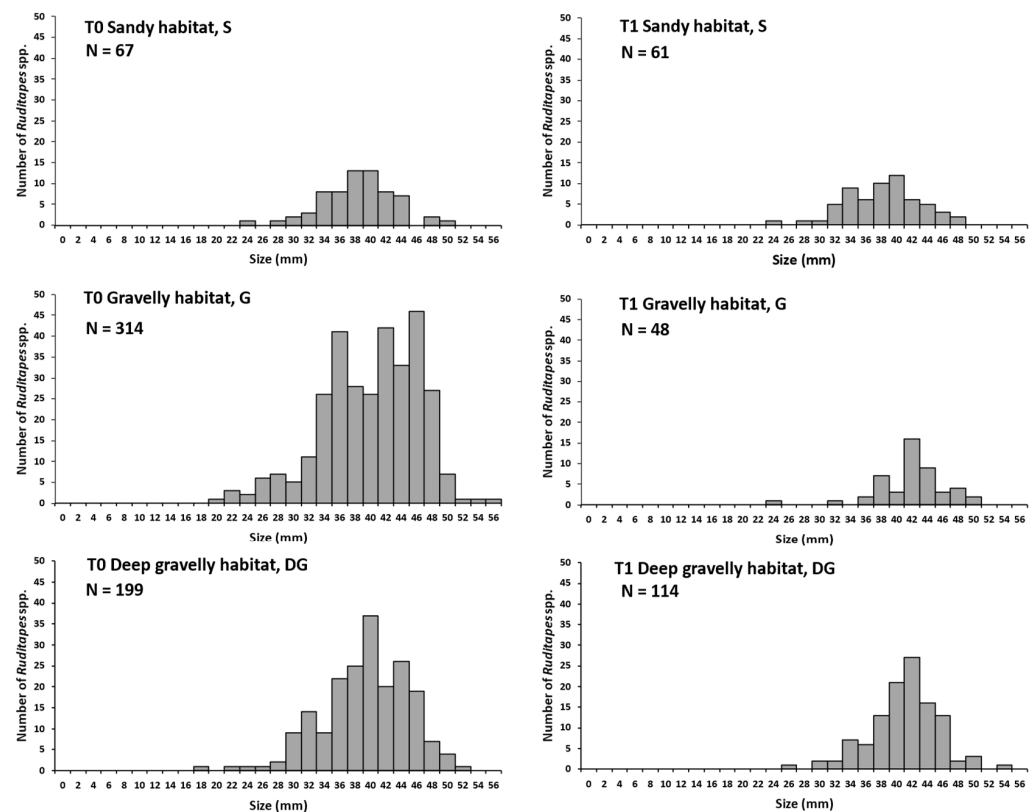 T0 Sandy habitat, S
N = 67
Number of Ruditapes spp.
50
45
40
35
30
25
20
15
10
5
0
0 2 4 6 8 10 12 14 16 18 20 22 24 26 28 30 32 34 36 38 40 42 44 46 48 50 52 54 56
Size (mm)
T1 Sandy habitat, S
N = 61
Number of Ruditapes spp.
50
45
40
35
30
25
20
15
10
5
0
0 2 4 6 8 10 12 14 16 18 20 22 24 26 28 30 32 34 36 38 40 42 44 46 48 50 52 54 56
Size (mm)
T0 Gravelly habitat, G
N = 314
Number of Ruditapes spp.
50
45
40
35
30
25
20
15
10
5
0
0 2 4 6 8 10 12 14 16 18 20 22 24 26 28 30 32 34 36 38 40 42 44 46 48 50 52 54 56
Size (mm)
T1 Gravelly habitat, G
N = 48
Number of Ruditapes spp.
50
45
40
35
30
25
20
15
10
5
0
0 2 4 6 8 10 12 14 16 18 20 22 24 26 28 30 32 34 36 38 40 42 44 46 48 50 52 54 56
Size (mm)
T0 Deep gravelly habitat, DG
N = 199
Number of Ruditapes spp.
50
45
40
35
30
25
20
15
10
5
0
0 2 4 6 8 10 12 14 16 18 20 22 24 26 28 30 32 34 36 38 40 42 44 46 48 50 52 54 56
Size (mm)
T1 Deep gravelly habitat, DG
N = 114
Number of Ruditapes spp.
50
45
40
35
30
25
20
15
10
5
0
0 2 4 6 8 10 12 14 16 18 20 22 24 26 28 30 32 34 36 38 40 42 44 46 48 50 52 54 56
Size (mm)